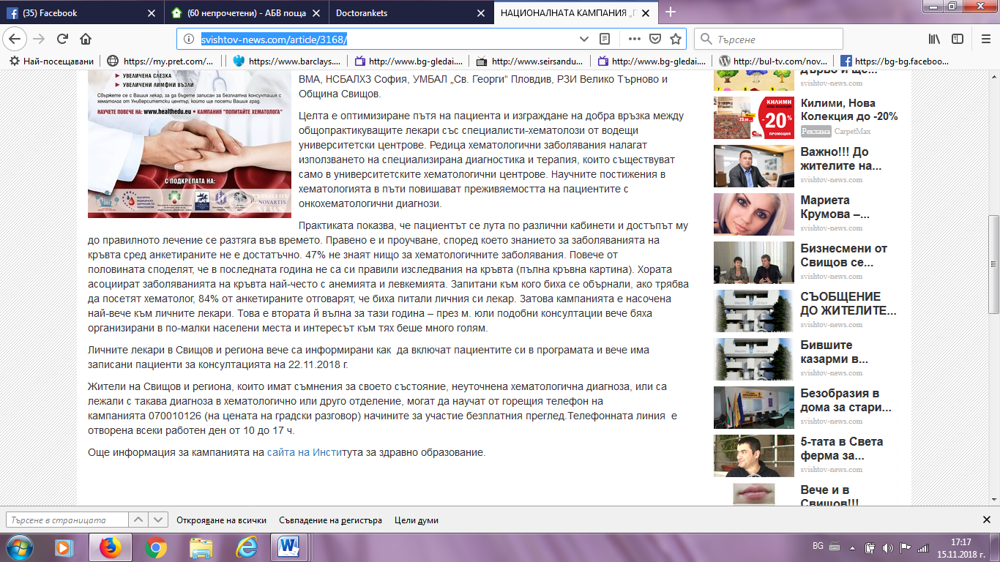 (35) Facebook
(60 непрочетени) - АБВ поща
Doctorankets
НАЦИОНАЛНАТА КАМПАНИЯ „П
svishtov-news.com/article/3168/
Търсене
Най-посещавани
https://my.pret.com/...
https://www.barclays....
http://www.bg-gledai....
http://www.seirsandu...
http://www.bg-gledai....
http://bul-tv.com/nov...
https://bg-bg.faceboo...
УВЕЛИЧЕНА СЛЕЗКА
УВЕЛИЧЕНИ ЛИМФНИ ВЪЗЛИ
Свържете се с Вашия лекар, за да бъдете записан за безплатна консултация с
хематолог от Университетски център, който ще посети Вашия град.
НАУЧЕТЕ ПОВЕЧЕ НА: www.healthedu.eu • КАМПАНИЯ "ПОПИТАЙТЕ ХЕМАТОЛОГА"
С ПОДКРЕПАТА НА:
NOVARTIS
ВМА, НСБАЛХЗ София, УМБАЛ „Св. Георги“ Пловдив, РЗИ Велико Търново и
Община Свищов.
Целта е оптимизиране пътя на пациента и изграждане на добра връзка между
общопрактикуващите лекари със специалисти-хематолози от водещи
университетски центрове. Редица хематологични заболявания налагат
използването на специализирана диагностика и терапия, които съществуват
само в университетските хематологични центрове. Научните постижения в
хематологията в пъти повишават преживяемостта на пациентите с
онкохематологични диагнози.
Практиката показва, че пациентът се лута по различни кабинети и достъпът му
до правилното лечение се разтяга във времето. Правено е и проучване, според което знанието за заболяванията на
кръвта сред анкетираните не е достатъчно. 47% не знаят нищо за хематологичните заболявания. Повече от
половината споделят, че в последната година не са си правили изследвания на кръвта (пълна кръвна картина). Хората
асоциират заболяванията на кръвта най-често с анемията и левкемията. Запитани към кого биха се обърнали, ако трябва
да посетят хематолог, 84% от анкетираните отговарят, че биха питали личния си лекар. Затова кампанията е насочена
най-вече към личните лекари. Това е втората й вълна за тази година – през м. юли подобни консултации вече бяха
организирани в по-малки населени места и интересът към тях беше много голям.
Личните лекари в Свищов и региона вече са информирани как  да включат пациентите си в програмата и вече има
записани пациенти за консултацията на 22.11.2018 г.
Жители на Свищов и региона, които имат съмнения за своето състояние, неуточнена хематологична диагноза, или са
лежали с такава диагноза в хематологично или друго отделение, могат да научат от горещия телефон на
кампанията 070010126 (на цената на градски разговор) начините за участие безплатния преглед.Телефонната линия  е
отворена всеки работен ден от 10 до 17 ч.
Още информация за кампанията на сайта на Института за здравно образование.
дърво и ще...
svishtov-news.com
КИЛИМИ
-20%
ПРОМОЦИЯ
Килими, Нова
Колекция до -20%
Реклама CarpetMax
Важно!!! До
жителите на...
svishtov-news.com
Мариета
Крумова –...
svishtov-news.com
Бизнесмени от
Свищов се...
svishtov-news.com
СЪОБЩЕНИЕ
ДО ЖИТЕЛИТЕ...
svishtov-news.com
Бившите
казарми в...
svishtov-news.com
Безобразия в
дома за стари...
svishtov-news.com
5-тата в Света
ферма за...
svishtov-news.com
Вече и в
Свищов!!!
Търсене в страницата
Открояване на всички
Съвпадение на регистъра
Цели думи
BG
17:17
15.11.2018 г.